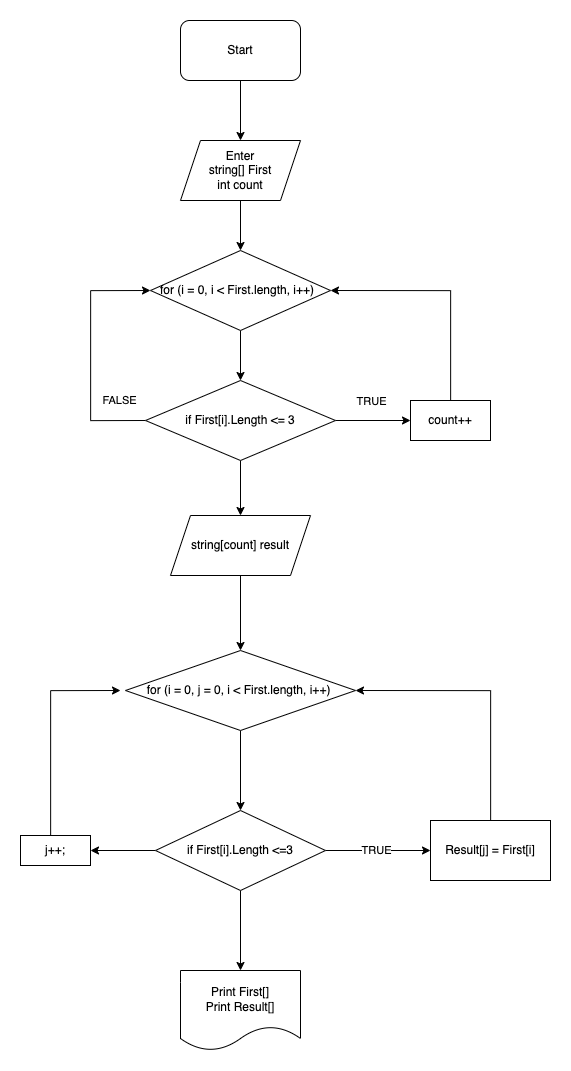 Start
Enter
string[] First
int count
for (i = 0, i < First.length, i++)
FALSE
TRUE
if First[i].Length <= 3
count++
string[count] result
for (i = 0, j = 0, i < First.length, i++)
j++;
if First[i].Length <=3
TRUE
Result[j] = First[i]
Print First[]
Print Result[]